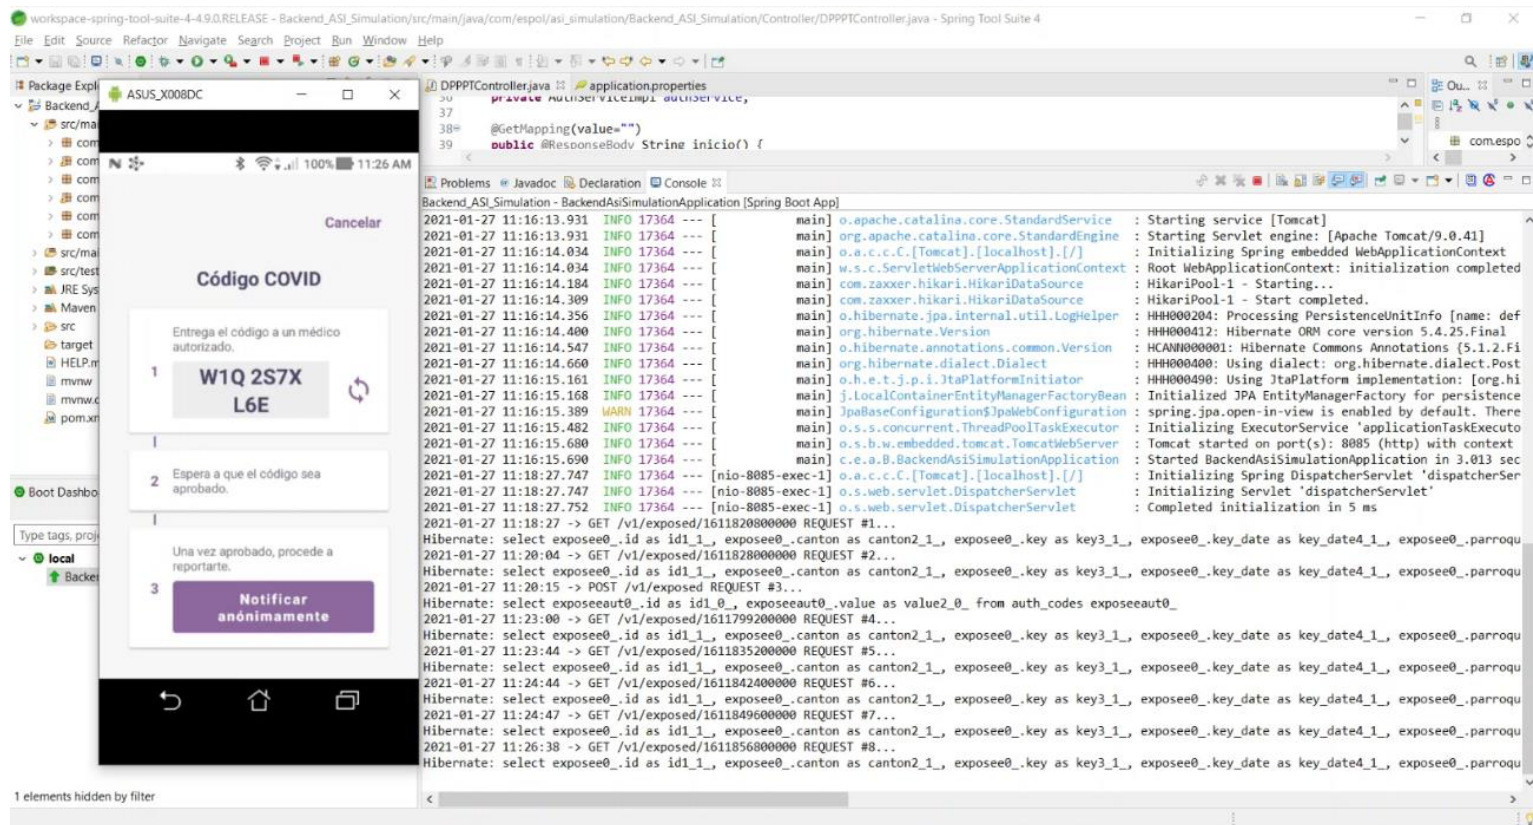 workspace-spring-tool-suite-4-4.9.0.RELEASE - Backend_ASI_Simulation/src/main/java/com/espol/asi_simulation/Backend_ASI_Simulation/Controller/DPPPTController.java - Spring Tool Suite 4
File Edit Source Refactor Navigate Search Project Run Window Help
Package Expl
Backend_A
src/mai
com
com
com
com
com
com
src/mai
src/test
JRE Sys
Maven
src
target
HELP.m
mvnw
mvnw.c
pom.xm
Boot Dashbo
Type tags, proje
local
Backer
1 elements hidden by filter
ASUS_X008DC
100% 11:26 AM
Cancelar
Código COVID
1
Entrega el código a un médico
autorizado.
W1Q 2S7X
L6E
2
Espera a que el código sea
aprobado.
3
Una vez aprobado, procede a
reportarte.
Notificar
anónimamente
DPPPTController.java application.properties
36 private AuthServiceImpl authService;
37
38 @GetMapping(value="")
39 public @ResponseBody String inicio() {
Ou...
com.espo
Problems Javadoc Declaration Console
Backend_ASI_Simulation - BackendAsiSimulationApplication [Spring Boot App]
2021-01-27 11:16:13.931 INFO 17364 --- [ main] o.apache.catalina.core.StandardService : Starting service [Tomcat]
2021-01-27 11:16:13.931 INFO 17364 --- [ main] org.apache.catalina.core.StandardEngine : Starting Servlet engine: [Apache Tomcat/9.0.41]
2021-01-27 11:16:14.034 INFO 17364 --- [ main] o.a.c.c.C.[Tomcat].[localhost].[/] : Initializing Spring embedded WebApplicationContext
2021-01-27 11:16:14.034 INFO 17364 --- [ main] w.s.c.ServletWebServerApplicationContext : Root WebApplicationContext: initialization completed
2021-01-27 11:16:14.184 INFO 17364 --- [ main] com.zaxxer.hikari.HikariDataSource : HikariPool-1 - Starting...
2021-01-27 11:16:14.309 INFO 17364 --- [ main] com.zaxxer.hikari.HikariDataSource : HikariPool-1 - Start completed.
2021-01-27 11:16:14.356 INFO 17364 --- [ main] o.hibernate.jpa.internal.util.LogHelper : HHH000204: Processing PersistenceUnitInfo [name: def
2021-01-27 11:16:14.400 INFO 17364 --- [ main] org.hibernate.Version : HHH000412: Hibernate ORM core version 5.4.25.Final
2021-01-27 11:16:14.547 INFO 17364 --- [ main] o.hibernate.annotations.common.Version : HCANN000001: Hibernate Commons Annotations {5.1.2.Fi
2021-01-27 11:16:14.660 INFO 17364 --- [ main] org.hibernate.dialect.Dialect : HHH000400: Using dialect: org.hibernate.dialect.Post
2021-01-27 11:16:15.161 INFO 17364 --- [ main] o.h.e.t.j.p.i.JtaPlatformInitiator : HHH000490: Using JtaPlatform implementation: [org.hi
2021-01-27 11:16:15.168 INFO 17364 --- [ main] j.LocalContainerEntityManagerFactoryBean : Initialized JPA EntityManagerFactory for persistence
2021-01-27 11:16:15.389 WARN 17364 --- [ main] JpaBaseConfiguration$JpaWebConfiguration : spring.jpa.open-in-view is enabled by default. There
2021-01-27 11:16:15.482 INFO 17364 --- [ main] o.s.s.concurrent.ThreadPoolTaskExecutor : Initializing ExecutorService 'applicationTaskExecuto
2021-01-27 11:16:15.680 INFO 17364 --- [ main] o.s.b.w.embedded.tomcat.TomcatWebServer : Tomcat started on port(s): 8085 (http) with context
2021-01-27 11:16:15.690 INFO 17364 --- [ main] c.e.a.B.BackendAsiSimulationApplication : Started BackendAsiSimulationApplication in 3.013 sec
2021-01-27 11:18:27.747 INFO 17364 --- [nio-8085-exec-1] o.a.c.c.C.[Tomcat].[localhost].[/] : Initializing Spring DispatcherServlet 'dispatcherSer
2021-01-27 11:18:27.747 INFO 17364 --- [nio-8085-exec-1] o.s.web.servlet.DispatcherServlet : Initializing Servlet 'dispatcherServlet'
2021-01-27 11:18:27.752 INFO 17364 --- [nio-8085-exec-1] o.s.web.servlet.DispatcherServlet : Completed initialization in 5 ms
2021-01-27 11:18:27 -> GET /v1/exposed/1611820800000 REQUEST #1...
Hibernate: select exposee0_.id as id1_1_, exposee0_.canton as canton2_1_, exposee0_.key as key3_1_, exposee0_.key_date as key_date4_1_, exposee0_.parroqu
2021-01-27 11:20:04 -> GET /v1/exposed/1611828000000 REQUEST #2...
Hibernate: select exposee0_.id as id1_1_, exposee0_.canton as canton2_1_, exposee0_.key as key3_1_, exposee0_.key_date as key_date4_1_, exposee0_.parroqu
2021-01-27 11:20:15 -> POST /v1/exposed REQUEST #3...
Hibernate: select exposeeaut0_.id as id1_0_, exposeeaut0_.value as value2_0_ from auth_codes exposeeaut0_
2021-01-27 11:23:00 -> GET /v1/exposed/1611799200000 REQUEST #4...
Hibernate: select exposee0_.id as id1_1_, exposee0_.canton as canton2_1_, exposee0_.key as key3_1_, exposee0_.key_date as key_date4_1_, exposee0_.parroqu
2021-01-27 11:23:44 -> GET /v1/exposed/1611835200000 REQUEST #5...
Hibernate: select exposee0_.id as id1_1_, exposee0_.canton as canton2_1_, exposee0_.key as key3_1_, exposee0_.key_date as key_date4_1_, exposee0_.parroqu
2021-01-27 11:24:44 -> GET /v1/exposed/1611842400000 REQUEST #6...
Hibernate: select exposee0_.id as id1_1_, exposee0_.canton as canton2_1_, exposee0_.key as key3_1_, exposee0_.key_date as key_date4_1_, exposee0_.parroqu
2021-01-27 11:24:47 -> GET /v1/exposed/1611849600000 REQUEST #7...
Hibernate: select exposee0_.id as id1_1_, exposee0_.canton as canton2_1_, exposee0_.key as key3_1_, exposee0_.key_date as key_date4_1_, exposee0_.parroqu
2021-01-27 11:26:38 -> GET /v1/exposed/1611856800000 REQUEST #8...
Hibernate: select exposee0_.id as id1_1_, exposee0_.canton as canton2_1_, exposee0_.key as key3_1_, exposee0_.key_date as key_date4_1_, exposee0_.parroqu